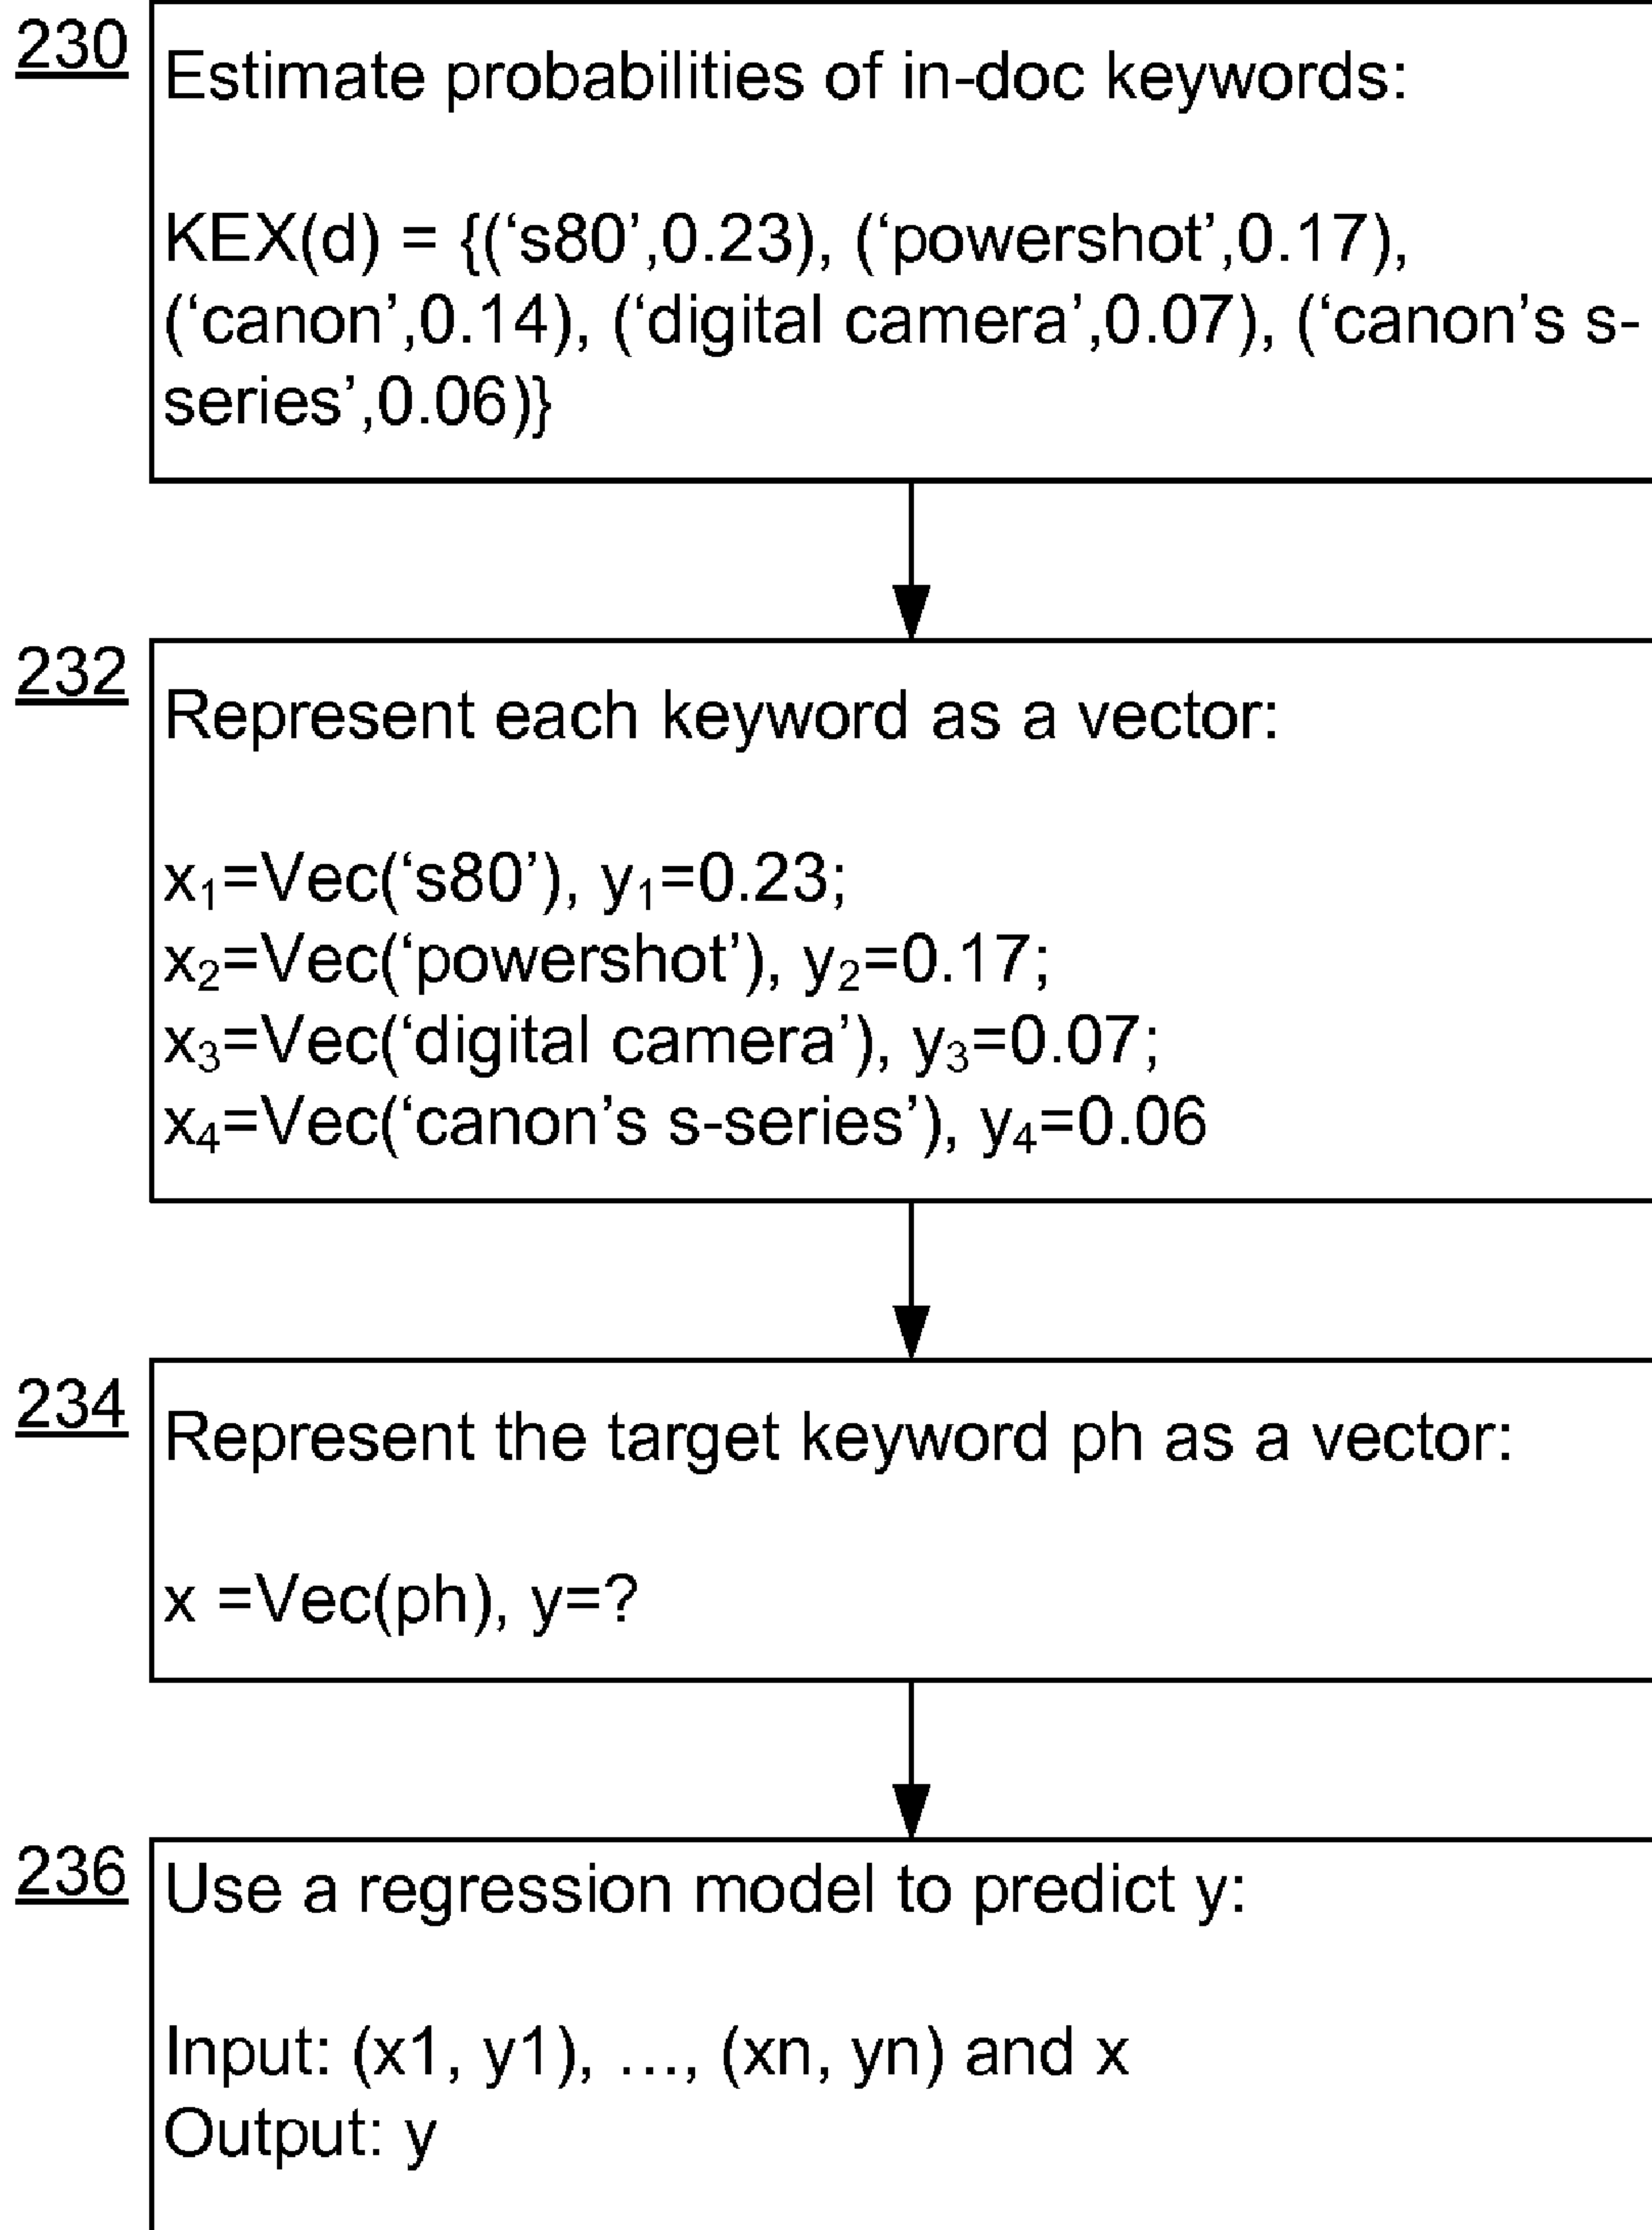 230
Estimate probabilities of in-doc keywords:
KEX(d) = {(‘s80’,0.23), (‘powershot’,0.17),
(‘canon’,0.14), (‘digital camera’,0.07), (‘canon’s s-
series’,0.06)}
232
Represent each keyword as a vector:
x₁=Vec(‘s80’), y₁=0.23;
x₂=Vec(‘powershot’), y₂=0.17;
x₃=Vec(‘digital camera’), y₃=0.07;
x₄=Vec(‘canon’s s-series’), y₄=0.06
234
Represent the target keyword ph as a vector:
x =Vec(ph), y=?
236
Use a regression model to predict y:
Input: (x1, y1), …, (xn, yn) and x
Output: y